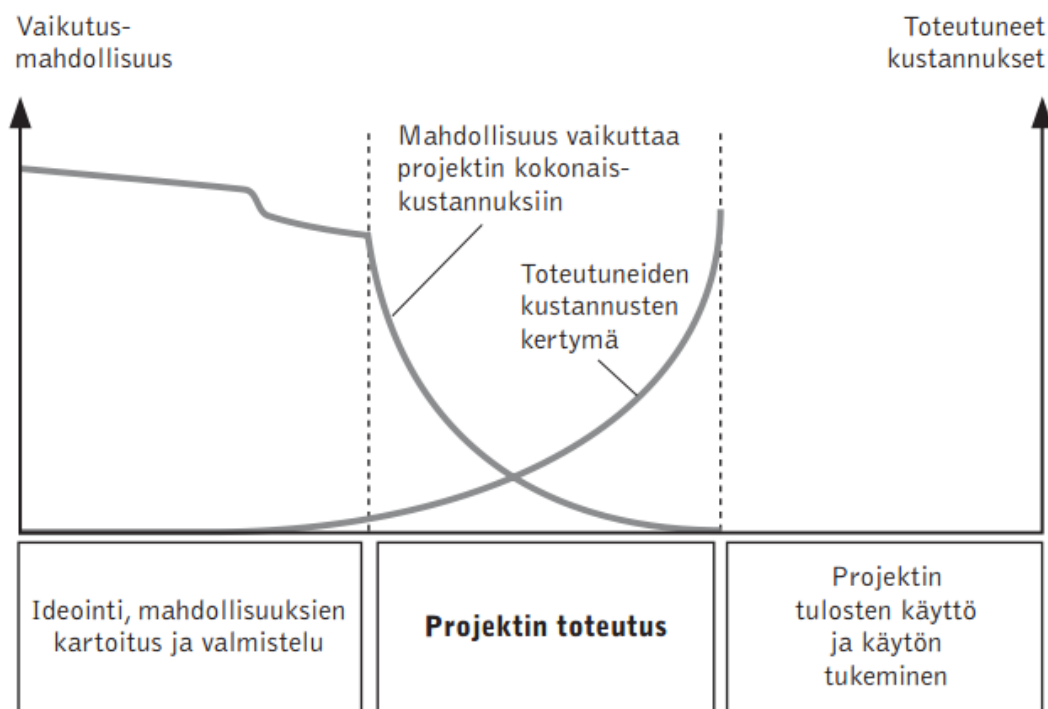 Vaikutus-
mahdollisuus
Toteutuneet
kustannukset
Mahdollisuus vaikuttaa
projektin kokonais-
kustannuksiin
Toteutuneiden
kustannusten
kertymä
Ideointi, mahdollisuuksien
kartoitus ja valmistelu
Projektin toteutus
Projektin
tulosten käyttö
ja käytön
tukeminen